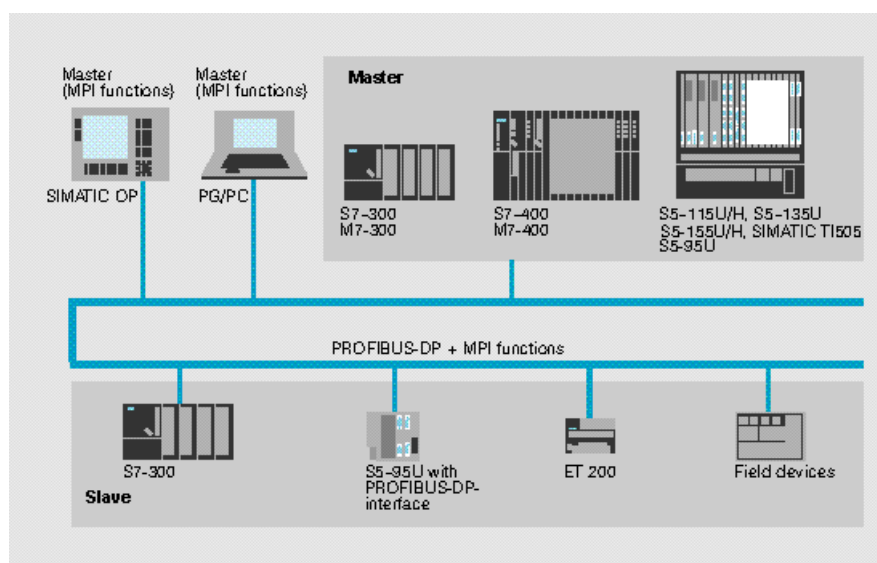 Master
(MPI functions)
Master
(MPI functions)
Master
SIMATIC OP
PG/PC
S7-300
M7-300
S7-400
M7-400
S5-115U/H, S5-135U
S5-155U/H, SIMATIC TI505
S5-95U
PROFIBUS-DP + MPI functions
S7-300
S5-95U with
PROFIBUS-DP-
interface
ET 200
Field devices
Slave